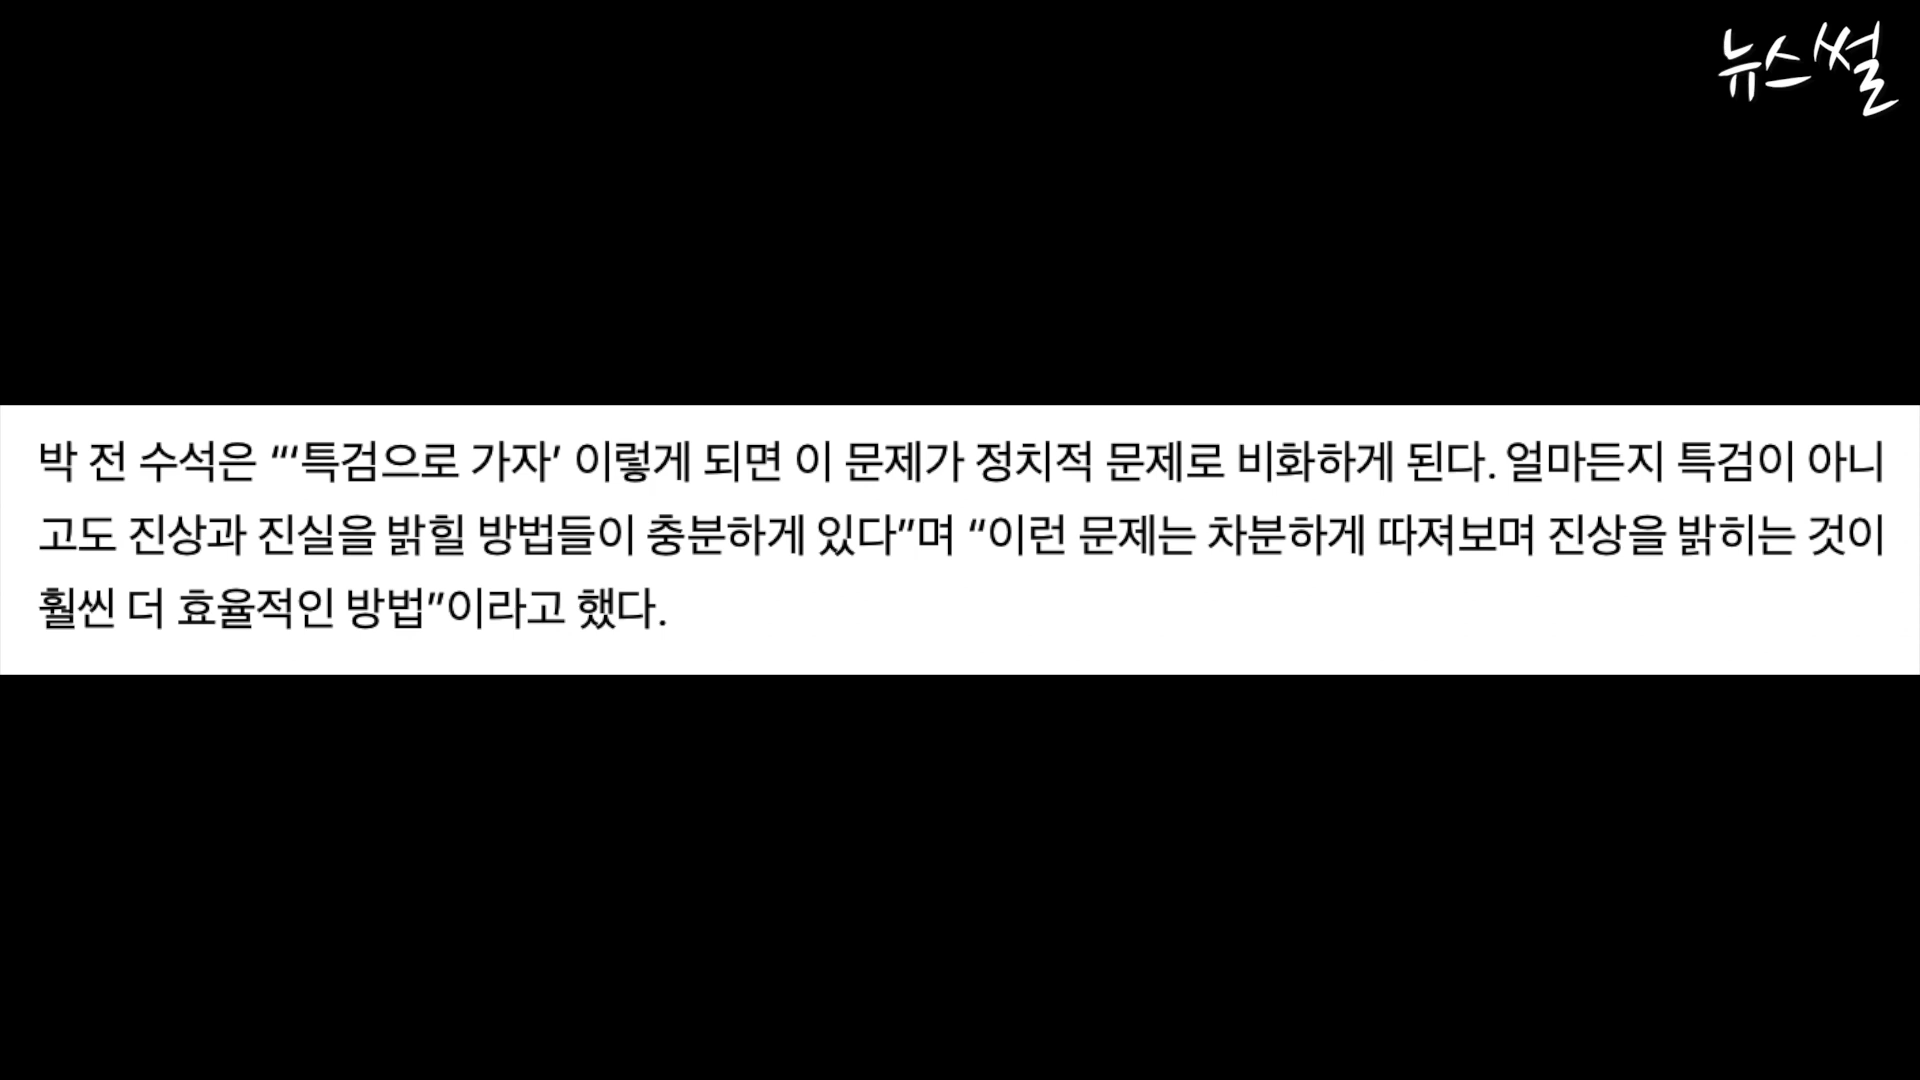 뉴스썰
박 전 수석은 “‘특검으로 가자’ 이렇게 되면 이 문제가 정치적 문제로 비화하게 된다. 얼마든지 특검이 아니
고도 진상과 진실을 밝힐 방법들이 충분하게 있다”며 “이런 문제는 차분하게 따져보며 진상을 밝히는 것이
훨씬 더 효율적인 방법”이라고 했다.